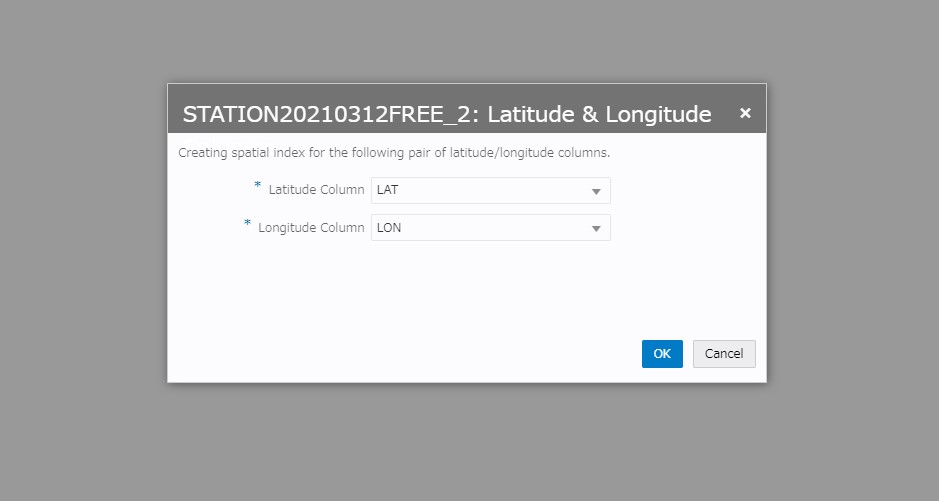 STATION20210312FREE_2: Latitude & Longitude ×
Creating spatial index for the following pair of latitude/longitude columns.
* Latitude Column LAT
* Longitude Column LON
OK Cancel